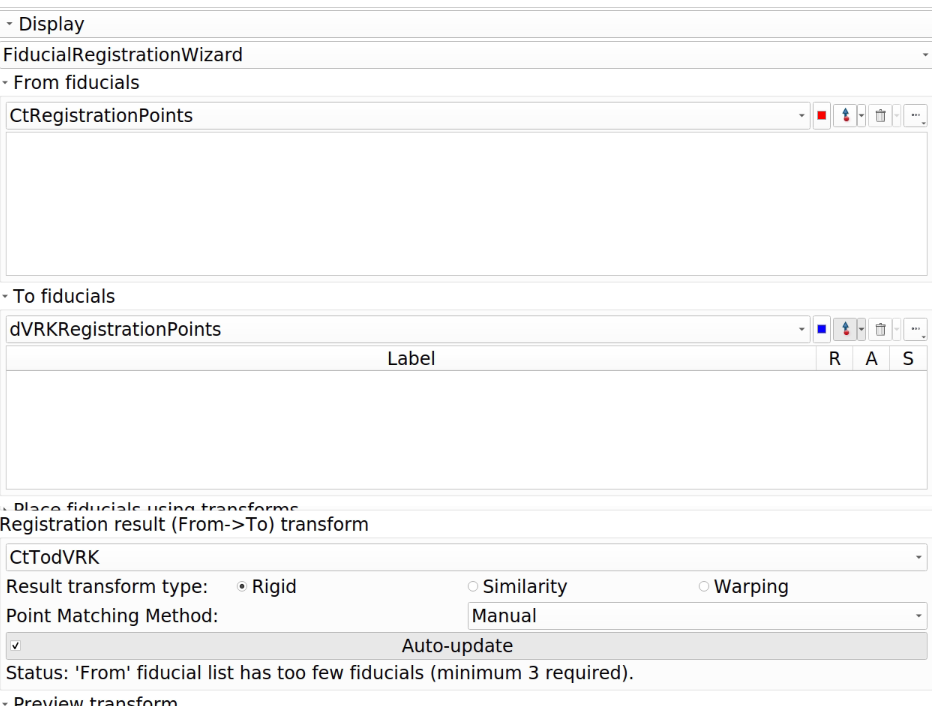 Display
FiducialRegistrationWizard
From fiducials
CtRegistrationPoints
To fiducials
dVRKRegistrationPoints
Label R A S
Place fiducials using transforms
Registration result (From->To) transform
CtTodVRK
Result transform type: Rigid Similarity Warping
Point Matching Method: Manual
Auto-update
Status: 'From' fiducial list has too few fiducials (minimum 3 required).
Preview transform